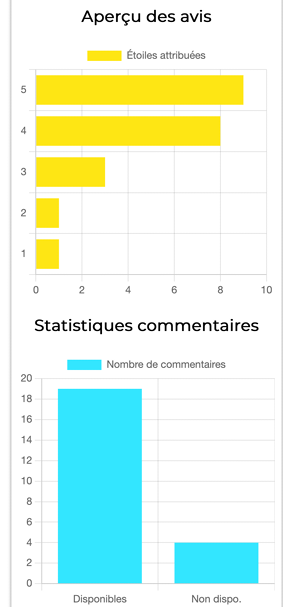 Aperçu des avis
Étoiles attribuées
5
4
3
2
1
0 2 4 6 8 10
Statistiques commentaires
Nombre de commentaires
20
18
16
14
12
10
8
6
4
2
0
Disponibles Non dispo.